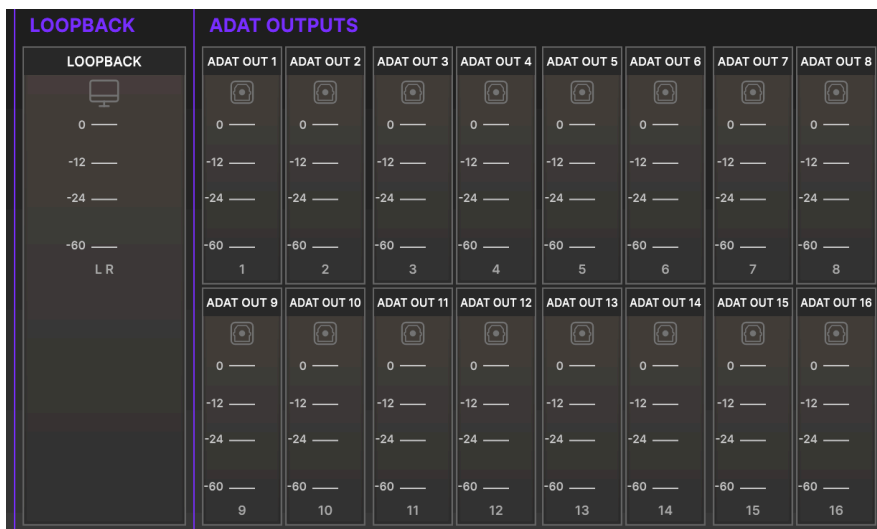 LOOPBACK
ADAT OUTPUTS
LOOPBACK
0
-12
-24
-60
L R
ADAT OUT 1 ADAT OUT 2 ADAT OUT 3 ADAT OUT 4 ADAT OUT 5 ADAT OUT 6 ADAT OUT 7 ADAT OUT 8
0 0 0 0 0 0 0 0
-12 -12 -12 -12 -12 -12 -12 -12
-24 -24 -24 -24 -24 -24 -24 -24
-60 -60 -60 -60 -60 -60 -60 -60
1 2 3 4 5 6 7 8
ADAT OUT 9 ADAT OUT 10 ADAT OUT 11 ADAT OUT 12 ADAT OUT 13 ADAT OUT 14 ADAT OUT 15 ADAT OUT 16
0 0 0 0 0 0 0 0
-12 -12 -12 -12 -12 -12 -12 -12
-24 -24 -24 -24 -24 -24 -24 -24
-60 -60 -60 -60 -60 -60 -60 -60
9 10 11 12 13 14 15 16